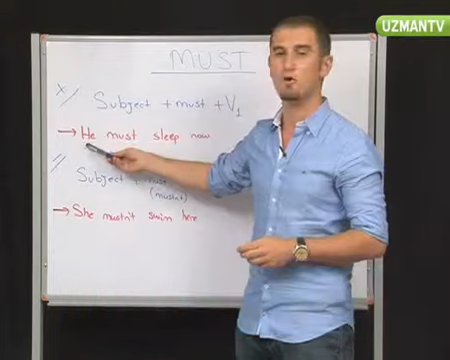 UZMANTV
MUST
x/ Subject + must + V1
→ He must sleep now
// Subject +
(mustn't)
→ She mustn't swim here